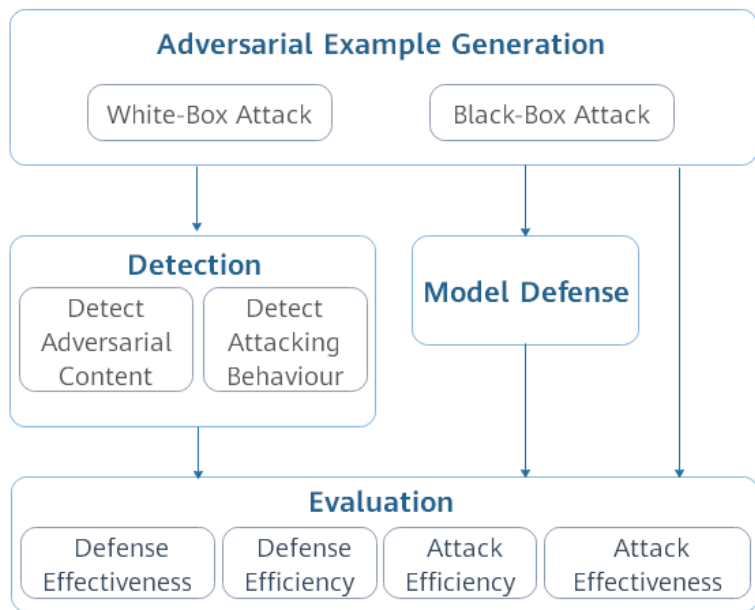 Adversarial Example Generation
White-Box Attack
Black-Box Attack
Detection
Detect
Adversarial
Content
Detect
Attacking
Behaviour
Model Defense
Evaluation
Defense
Effectiveness
Defense
Efficiency
Attack
Efficiency
Attack
Effectiveness